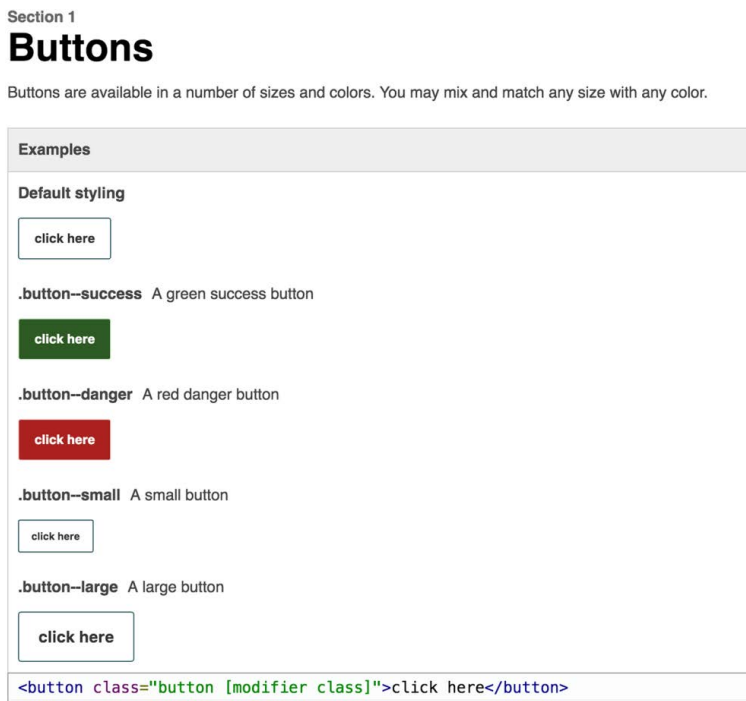 Section 1
Buttons
Buttons are available in a number of sizes and colors. You may mix and match any size with any color.
Examples
Default styling
click here
.button--success A green success button
click here
.button--danger A red danger button
click here
.button--small A small button
click here
.button--large A large button
click here
<button class="button [modifier class]">click here</button>